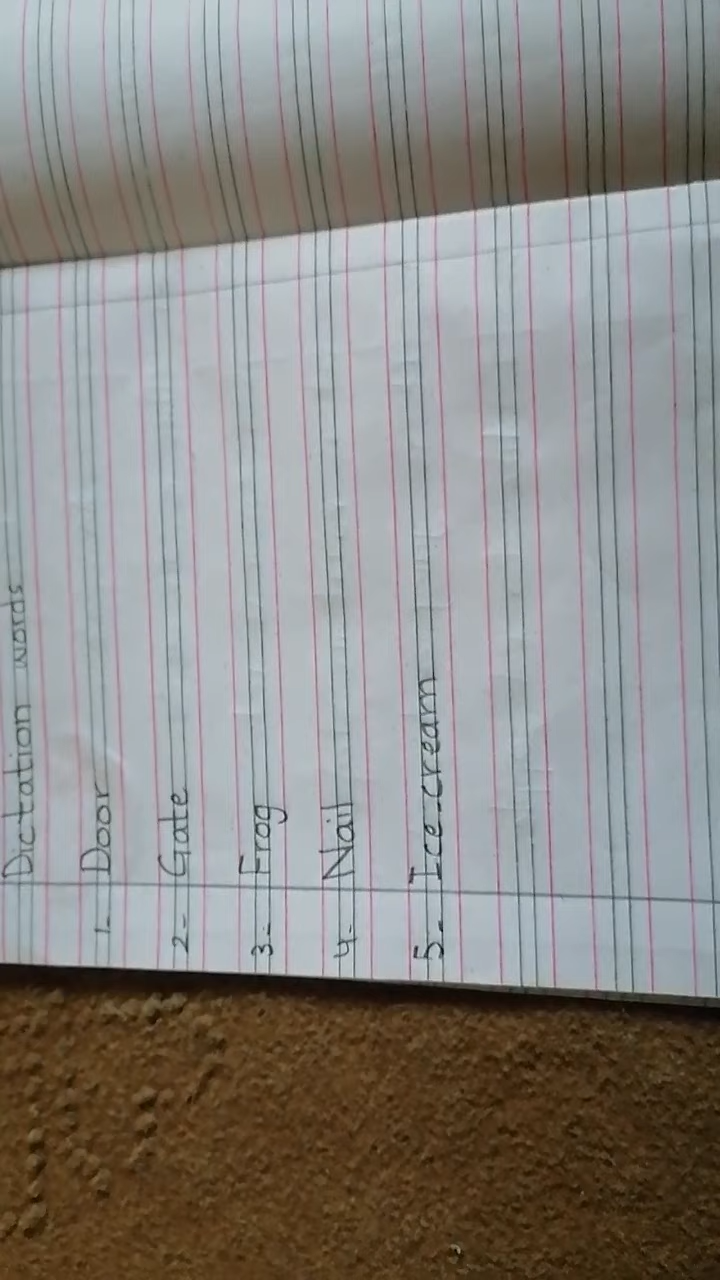 Dictation words
1- Door
2- Gate
3- Frog
4- Nail
5- Ice-cream